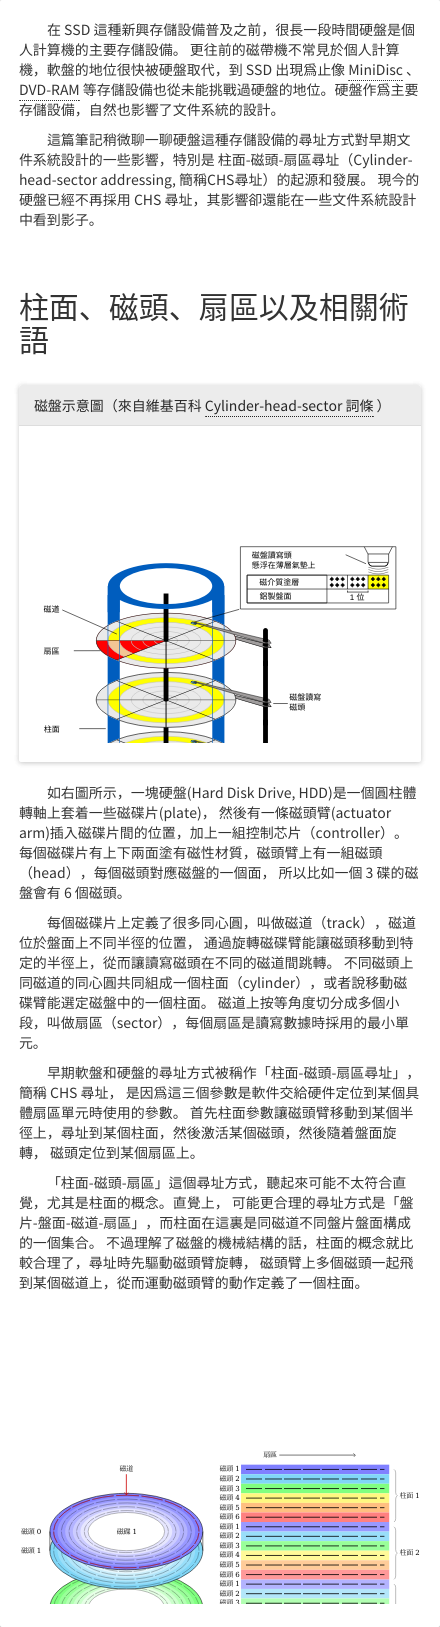 在 SSD 這種新興存儲設備普及之前，很長一段時間硬盤是個
人計算機的主要存儲設備。 更往前的磁帶機不常見於個人計算
機，軟盤的地位很快被硬盤取代，到 SSD 出現爲止像 MiniDisc 、
DVD-RAM 等存儲設備也從未能挑戰過硬盤的地位。硬盤作爲主要
存儲設備，自然也影響了文件系統的設計。
這篇筆記稍微聊一聊硬盤這種存儲設備的尋址方式對早期文
件系統設計的一些影響，特別是 柱面-磁頭-扇區尋址（Cylinder-
head-sector addressing, 簡稱CHS尋址）的起源和發展。 現今的
硬盤已經不再採用 CHS 尋址，其影響卻還能在一些文件系統設計
中看到影子。
柱面、磁頭、扇區以及相關術
語
磁盤示意圖（來自維基百科 Cylinder-head-sector 詞條 ）
磁盤讀寫頭
懸浮在薄層氣墊上
磁介質塗層
鋁製盤面
1 位
磁道
扇區
磁盤讀寫
磁頭
柱面
如右圖所示，一塊硬盤(Hard Disk Drive, HDD)是一個圓柱體
轉軸上套着一些磁碟片(plate)， 然後有一條磁頭臂(actuator
arm)插入磁碟片間的位置，加上一組控制芯片（controller）。
每個磁碟片有上下兩面塗有磁性材質，磁頭臂上有一組磁頭
（head），每個磁頭對應磁盤的一個面， 所以比如一個 3 碟的磁
盤會有 6 個磁頭。
每個磁碟片上定義了很多同心圓，叫做磁道（track），磁道
位於盤面上不同半徑的位置， 通過旋轉磁碟臂能讓磁頭移動到特
定的半徑上，從而讓讀寫磁頭在不同的磁道間跳轉。 不同磁頭上
同磁道的同心圓共同組成一個柱面（cylinder），或者說移動磁
碟臂能選定磁盤中的一個柱面。 磁道上按等角度切分成多個小
段，叫做扇區（sector），每個扇區是讀寫數據時採用的最小單
元。
早期軟盤和硬盤的尋址方式被稱作「柱面-磁頭-扇區尋址」，
簡稱 CHS 尋址， 是因爲這三個參數是軟件交給硬件定位到某個具
體扇區單元時使用的參數。 首先柱面參數讓磁頭臂移動到某個半
徑上，尋址到某個柱面，然後激活某個磁頭，然後隨着盤面旋
轉， 磁頭定位到某個扇區上。
「柱面-磁頭-扇區」這個尋址方式，聽起來可能不太符合直
覺，尤其是柱面的概念。直覺上， 可能更合理的尋址方式是「盤
片-盤面-磁道-扇區」，而柱面在這裏是同磁道不同盤片盤面構成
的一個集合。 不過理解了磁盤的機械結構的話，柱面的概念就比
較合理了，尋址時先驅動磁頭臂旋轉， 磁頭臂上多個磁頭一起飛
到某個磁道上，從而運動磁頭臂的動作定義了一個柱面。
扇區
磁道
磁碟 1
磁頭 0
磁頭 1
磁頭 1
磁頭 2
磁頭 3
磁頭 4
磁頭 5
磁頭 6
柱面 1
磁頭 1
磁頭 2
磁頭 3
磁頭 4
磁頭 5
磁頭 6
柱面 2
磁頭 1
磁頭 2
磁頭 3